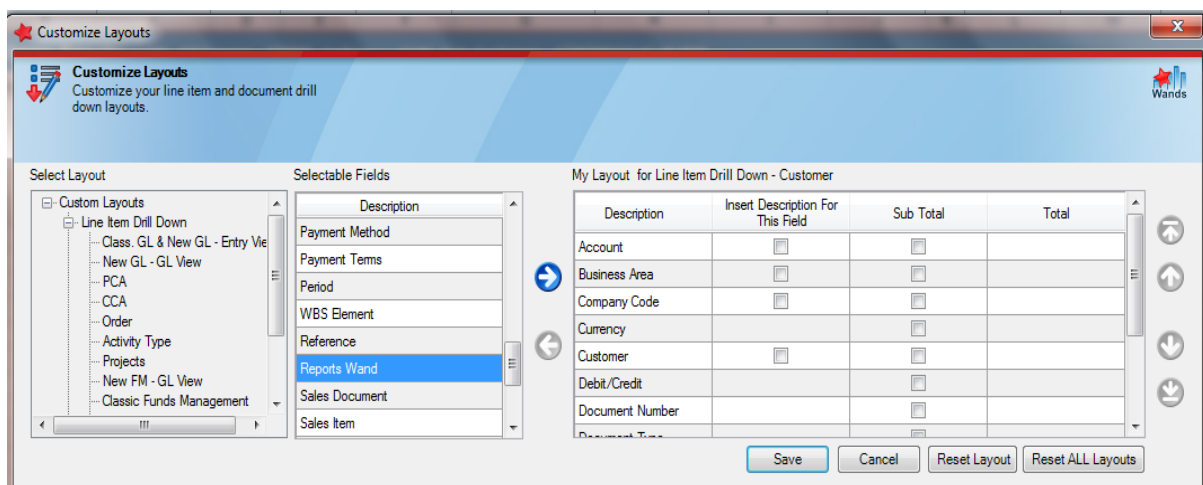 Customize Layouts
Customize Layouts
Customize your line item and document drill
down layouts.
Wands
Select Layout
Custom Layouts
Line Item Drill Down
Class. GL & New GL - Entry Vie
New GL - GL View
PCA
CCA
Order
Activity Type
Projects
New FM - GL View
Classic Funds Management
Selectable Fields
Description
Payment Method
Payment Terms
Period
WBS Element
Reference
Reports Wand
Sales Document
Sales Item
My Layout for Line Item Drill Down - Customer
Description Insert Description For This Field Sub Total Total
Account
Business Area
Company Code
Currency
Customer
Debit/Credit
Document Number
Document Type
Save Cancel Reset Layout Reset ALL Layouts